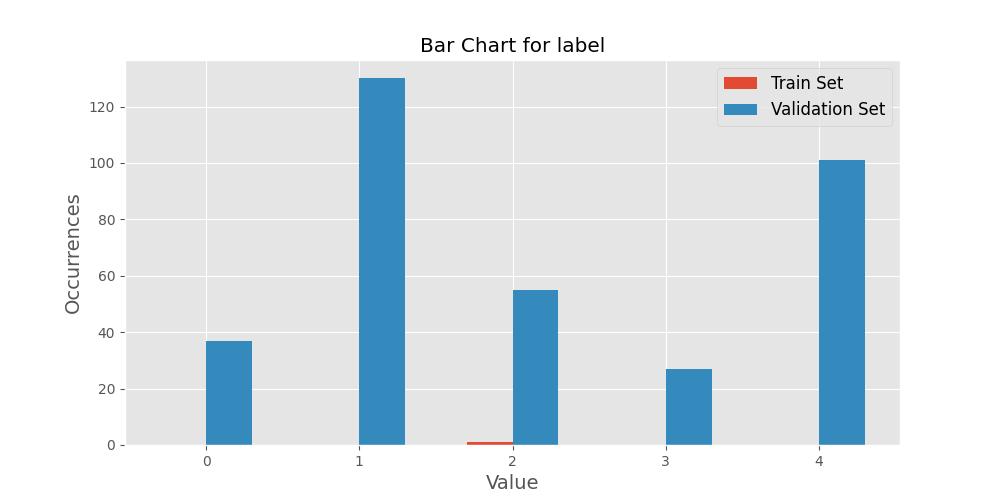 Bar Chart for label
Train Set
Validation Set
Occurrences
120
100
80
60
40
20
0
0 1 2 3 4
Value